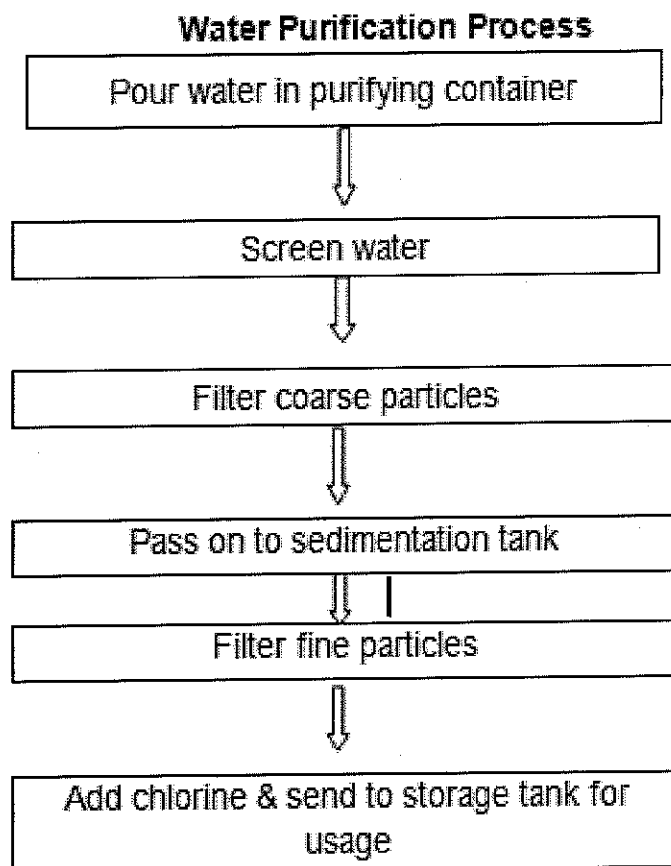 Water Purification Process
Pour water in purifying container
Screen water
Filter coarse particles
Pass on to sedimentation tank
Filter fine particles
Add chlorine & send to storage tank for
usage